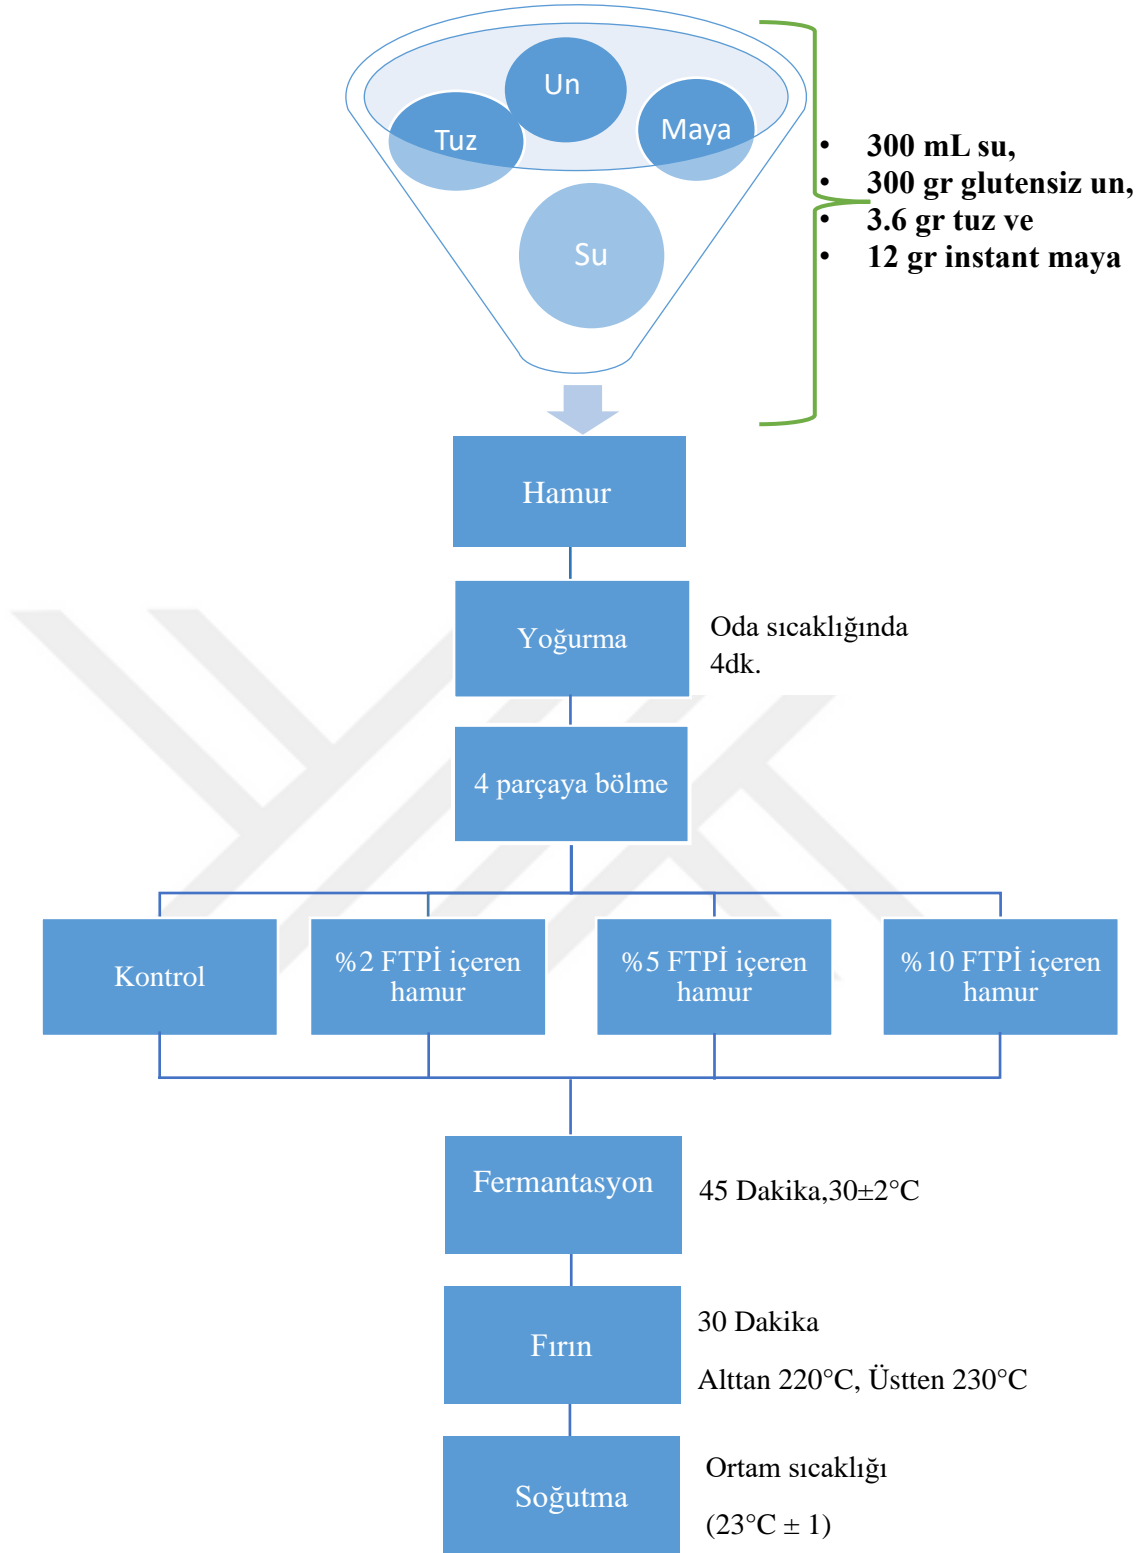 Un
Tuz
Maya
Su
• 300 mL su,
• 300 gr glutensiz un,
• 3.6 gr tuz ve
• 12 gr instant maya
Hamur
Yoğurma
Oda sıcaklığında
4dk.
4 parçaya bölme
Kontrol
%2 FTPİ içeren
hamur
%5 FTPİ içeren
hamur
%10 FTPİ içeren
hamur
Fermantasyon
45 Dakika,30±2°C
Fırın
30 Dakika
Alttan 220°C, Üstten 230°C
Soğutma
Ortam sıcaklığı
(23°C ± 1)